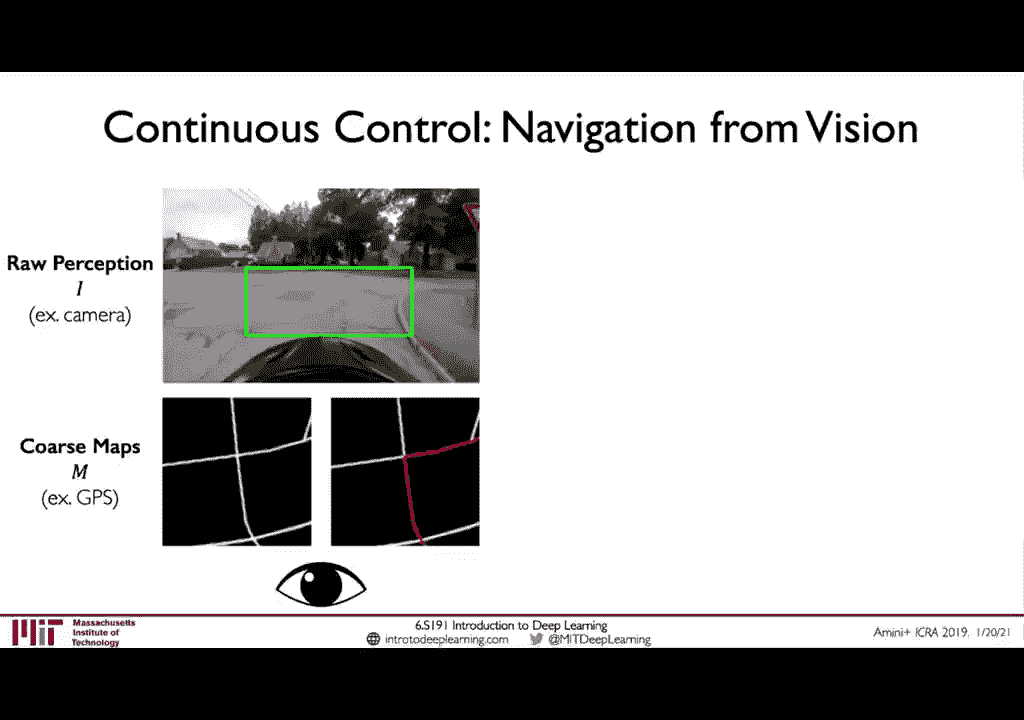 Continuous Control: Navigation from Vision
Raw Perception
I
(ex. camera)
Coarse Maps
M
(ex. GPS)
Massachusetts
Institute of
Technology
6.S191 Introduction to Deep Learning
introtodeeplearning.com @MITDeepLearning
Amini+ ICRA 2019. 1/20/21